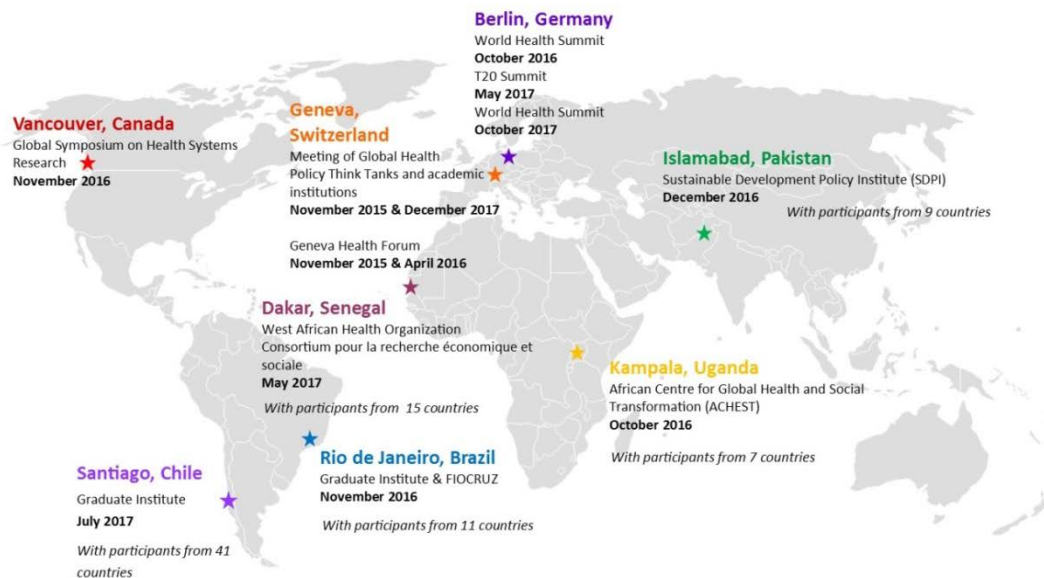 Berlin, Germany
World Health Summit
October 2016
T20 Summit
May 2017
World Health Summit
October 2017
Vancouver, Canada
Global Symposium on Health Systems
Research
November 2016
Geneva,
Switzerland
Meeting of Global Health
Policy Think Tanks and academic
institutions
November 2015 & December 2017
Geneva Health Forum
November 2015 & April 2016
Islamabad, Pakistan
Sustainable Development Policy Institute (SDPI)
December 2016
With participants from 9 countries
Dakar, Senegal
West African Health Organization
Consortium pour la recherche économique et
sociale
May 2017
With participants from 15 countries
Kampala, Uganda
African Centre for Global Health and Social
Transformation (ACHEST)
October 2016
With participants from 7 countries
Rio de Janeiro, Brazil
Graduate Institute & FIOCRUZ
November 2016
With participants from 11 countries
Santiago, Chile
Graduate Institute
July 2017
With participants from 41
countries